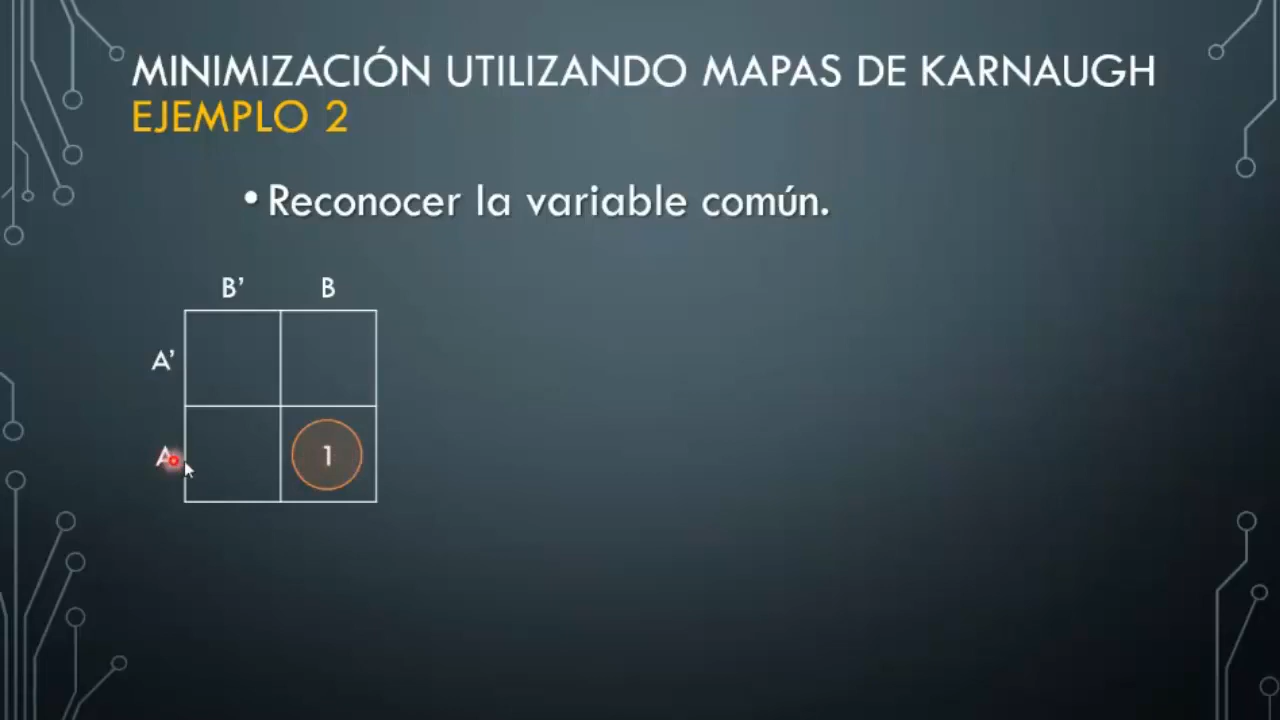 MINIMIZACIÓN UTILIZANDO MAPAS DE KARNAUGH
EJEMPLO 2
• Reconocer la variable común.
B’ B
A’
A 1